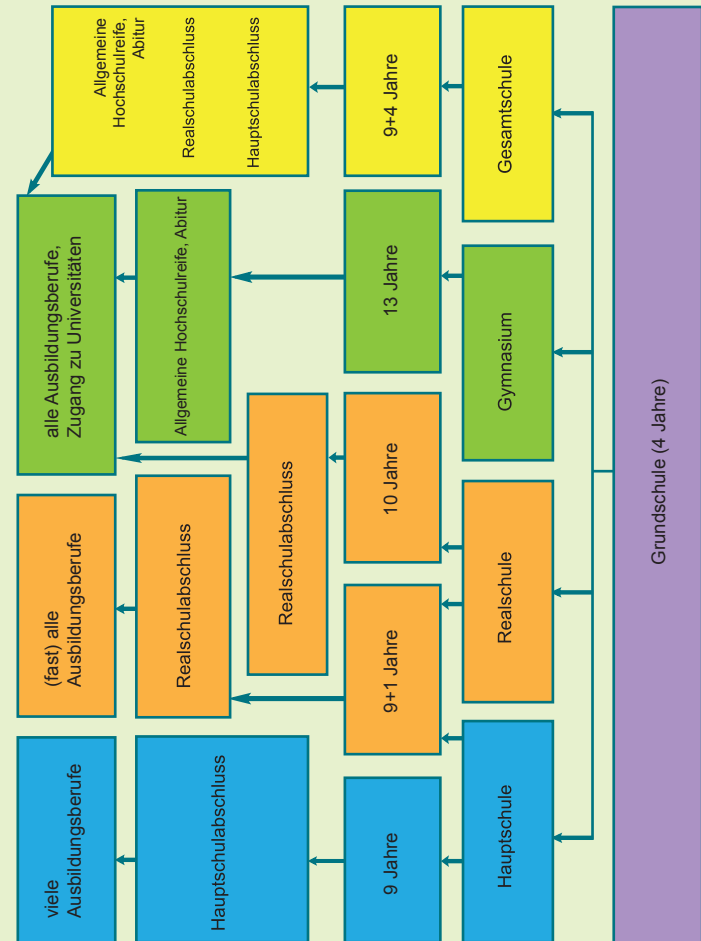 viele
Ausbildungsberufe
(fast) alle
Ausbildungsberufe
alle Ausbildungsberufe,
Zugang zu Universitäten
Hauptschulabschluss
Realschulabschluss
Realschulabschluss
Allgemeine Hochschulreife, Abitur
Allgemeine
Hochschulreife,
Abitur
Realschulabschluss
Hauptschulabschluss
9 Jahre
9+1 Jahre
10 Jahre
13 Jahre
9+4 Jahre
Hauptschule
Realschule
Gymnasium
Gesamtschule
Grundschule (4 Jahre)